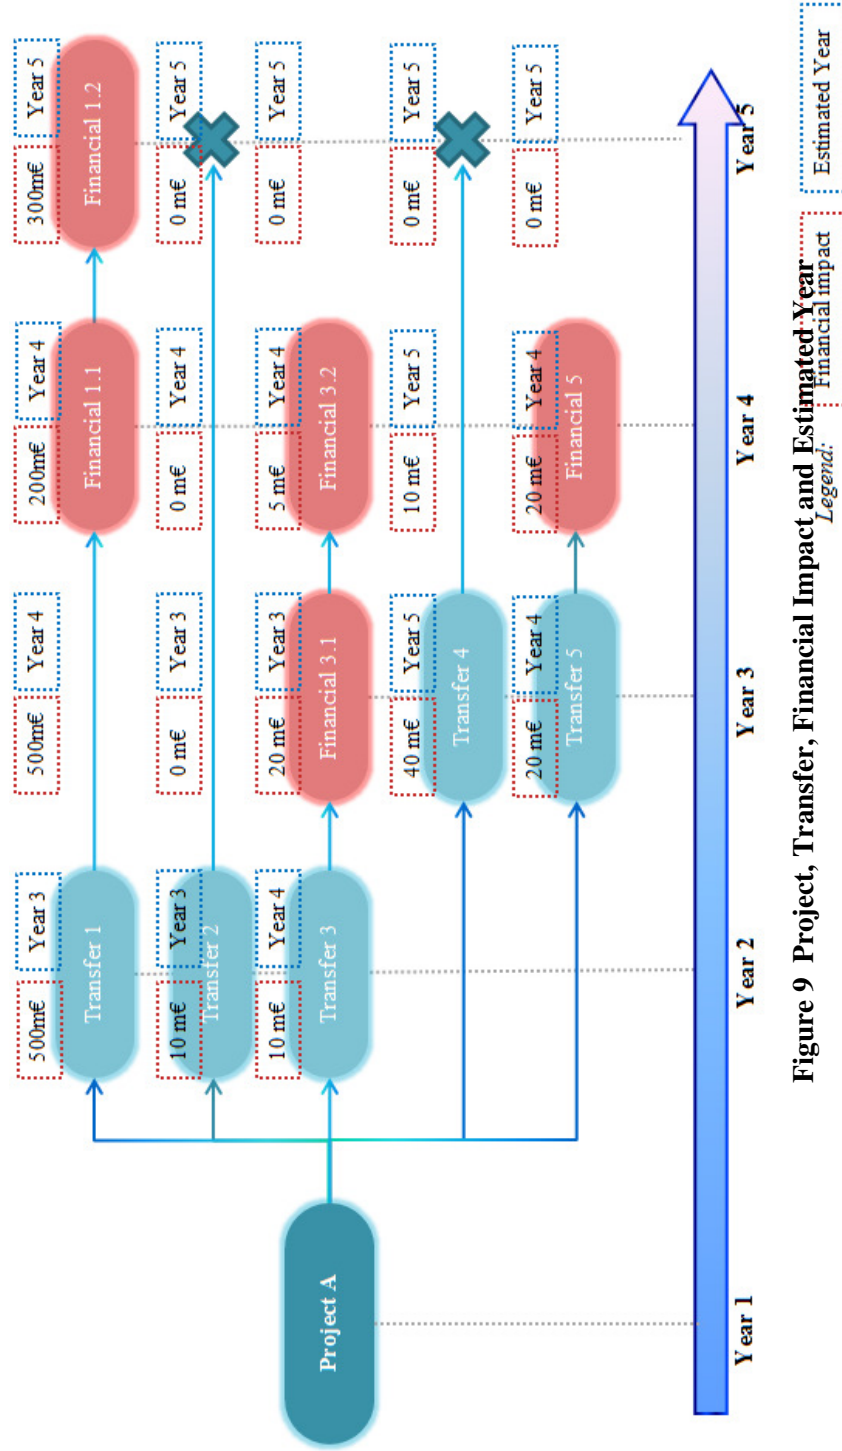 500m€ Year 3 500m€ Year 4 200m€ Year 4 300m€ Year 5
Transfer 1 Financial 1.1 Financial 1.2
10 m€ Year 3 0 m€ Year 3 0 m€ Year 4 0 m€ Year 5
Transfer 2
10 m€ Year 4 20 m€ Year 3 5 m€ Year 4 0 m€ Year 5
Project A Transfer 3 Financial 3.1 Financial 3.2
40 m€ Year 5 10 m€ Year 5 0 m€ Year 5
Transfer 4
20 m€ Year 4 20 m€ Year 4 0 m€ Year 5
Transfer 5 Financial 5
Year 1 Year 2 Year 3 Year 4 Year 5
Figure 9 Project, Transfer, Financial Impact and Estimated Year
Legend: Financial impact Estimated Year